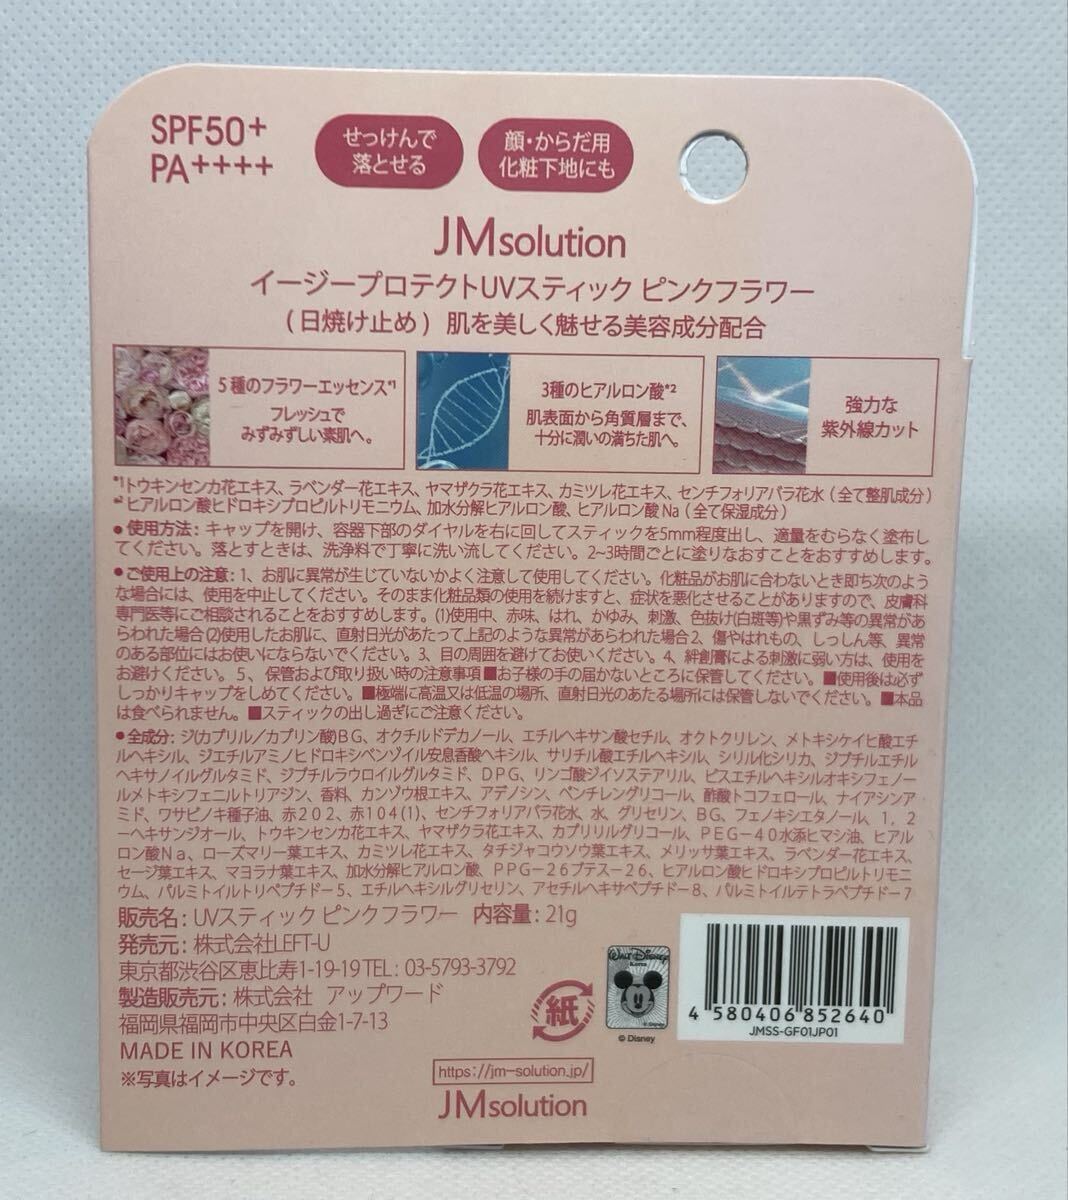 SPF50+
PA++++
せっけんで
落とせる
顔・からだ用
化粧下地にも
JMsolution
イージープロテクトUVスティック ピンクフラワー
(日焼け止め) 肌を美しく魅せる美容成分配合
5種のフラワーエッセンス*1
フレッシュで
みずみずしい素肌へ。
3種のヒアルロン酸*2
肌表面から角質層まで、
十分に潤いの満ちた肌へ。
強力な
紫外線カット
*1トウキンセンカ花エキス、ラベンダー花エキス、ヤマザクラ花エキス、カミツレ花エキス、センチフォリアバラ花水(全て整肌成分)
*2ヒアルロン酸ヒドロキシプロピルトリモニウム、加水分解ヒアルロン酸、ヒアルロン酸Na(全て保湿成分)
●使用方法:キャップを開け、容器下部のダイヤルを右に回してスティックを5mm程度出し、適量をむらなく塗布し
てください。落とすときは、洗浄料で丁寧に洗い流してください。2~3時間ごとに塗りなおすことをおすすめします。
●ご使用上の注意:1、お肌に異常が生じていないかよく注意して使用してください。化粧品がお肌に合わないとき即ち次のよう
な場合には、使用を中止してください。そのまま化粧品類の使用を続けますと、症状を悪化させることがありますので、皮膚科
専門医等にご相談されることをおすすめします。(1)使用中、赤味、はれ、かゆみ、刺激、色抜け(白斑等)や黒ずみ等の異常があ
らわれた場合(2)使用したお肌に、直射日光があたって上記のような異常があらわれた場合2、傷やはれもの、しっしん等、異常
のある部位にはお使いにならないでください。3、目の周囲を避けてお使いください。4、絆創膏による刺激に弱い方は、使用を
お避けください。5、保管および取り扱い時の注意事項■お子様の手の届かないところに保管してください。■使用後は必ず
しっかりキャップをしめてください。■極端に高温又は低温の場所、直射日光のあたる場所には保管しないでください。■本品
は食べられません。■スティックの出し過ぎにご注意ください。
●全成分:ジ(カプリル/カプリン酸)BG、オクチルドデカノール、エチルヘキサン酸セチル、オクトクリレン、メトキシケイヒ酸エチ
ルヘキシル、ジエチルアミノヒドロキシベンゾイル安息香酸ヘキシル、サリチル酸エチルヘキシル、シリル化シリカ、ジブチルエチル
ヘキサノイルグルタミド、ジブチルラウロイルグルタミド、DPG、リンゴ酸ジイソステアリル、ビスエチルヘキシルオキシフェノー
ルメトキシフェニルトリアジン、香料、カンゾウ根エキス、アデノシン、ペンチレングリコール、酢酸トコフェロール、ナイアシンア
ミド、ワサビノキ種子油、赤202、赤104(1)、センチフォリアバラ花水、水、グリセリン、BG、フェノキシエタノール、1,2
-ヘキサンジオール、トウキンセンカ花エキス、ヤマザクラ花エキス、カプリリルグリコール、PEG-40水添ヒマシ油、ヒアル
ロン酸Na、ローズマリー葉エキス、カミツレ花エキス、タチジャコウソウ葉エキス、メリッサ葉エキス、ラベンダー花エキス、
セージ葉エキス、マヨラナ葉エキス、加水分解ヒアルロン酸、PPG-26ブテス-26、ヒアルロン酸ヒドロキシプロピルトリモニ
ウム、パルミトイルトリペプチド-5、エチルヘキシルグリセリン、アセチルヘキサペプチド-8、パルミトイルテトラペプチド-7
販売名:UVスティック ピンクフラワー 内容量:21g
発売元:株式会社LEFT-U
東京都渋谷区恵比寿1-19-19 TEL:03-5793-3792
製造販売元:株式会社 アップワード
福岡県福岡市中央区白金1-7-13
MADE IN KOREA
※写真はイメージです。
紙
Walt Disney
Korea
© Disney
© Disney
4 580406 852640
JMSS-GF01JP01
https://jm-solution.jp/
JMsolution